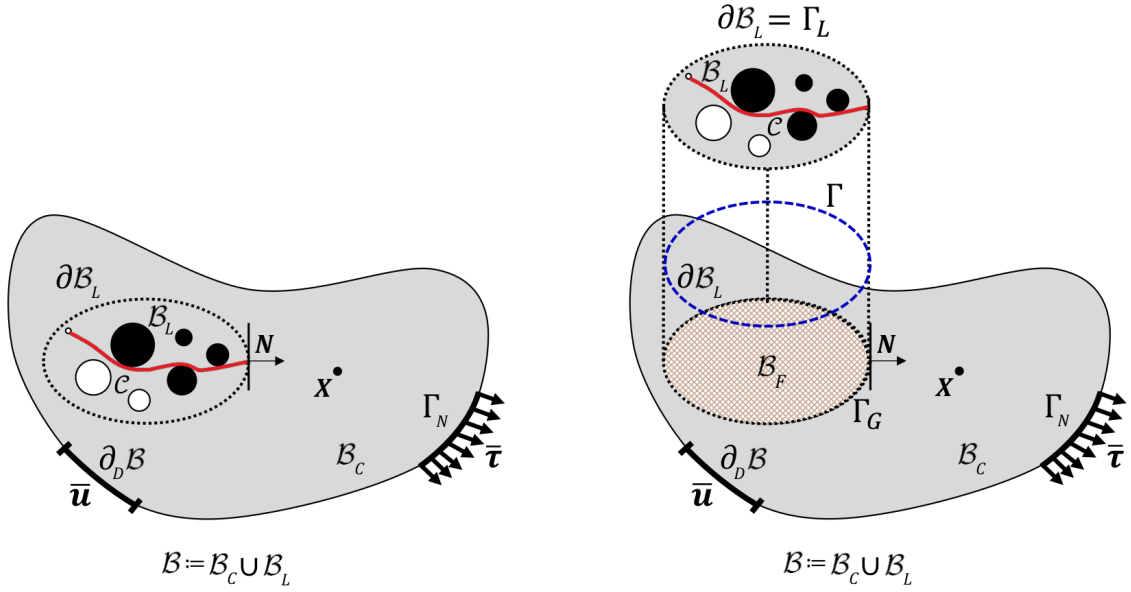 ∂ℬ_L
ℬ_L
𝒞
N
X
Γ_N
τ̅
∂_Dℬ
u̅
ℬ_C
ℬ := ℬ_C ∪ ℬ_L
∂ℬ_L = Γ_L
ℬ_L
𝒞
Γ
∂ℬ_L
N
ℬ_F
X
Γ_G
Γ_N
τ̅
∂_Dℬ
u̅
ℬ_C
ℬ := ℬ_C ∪ ℬ_L